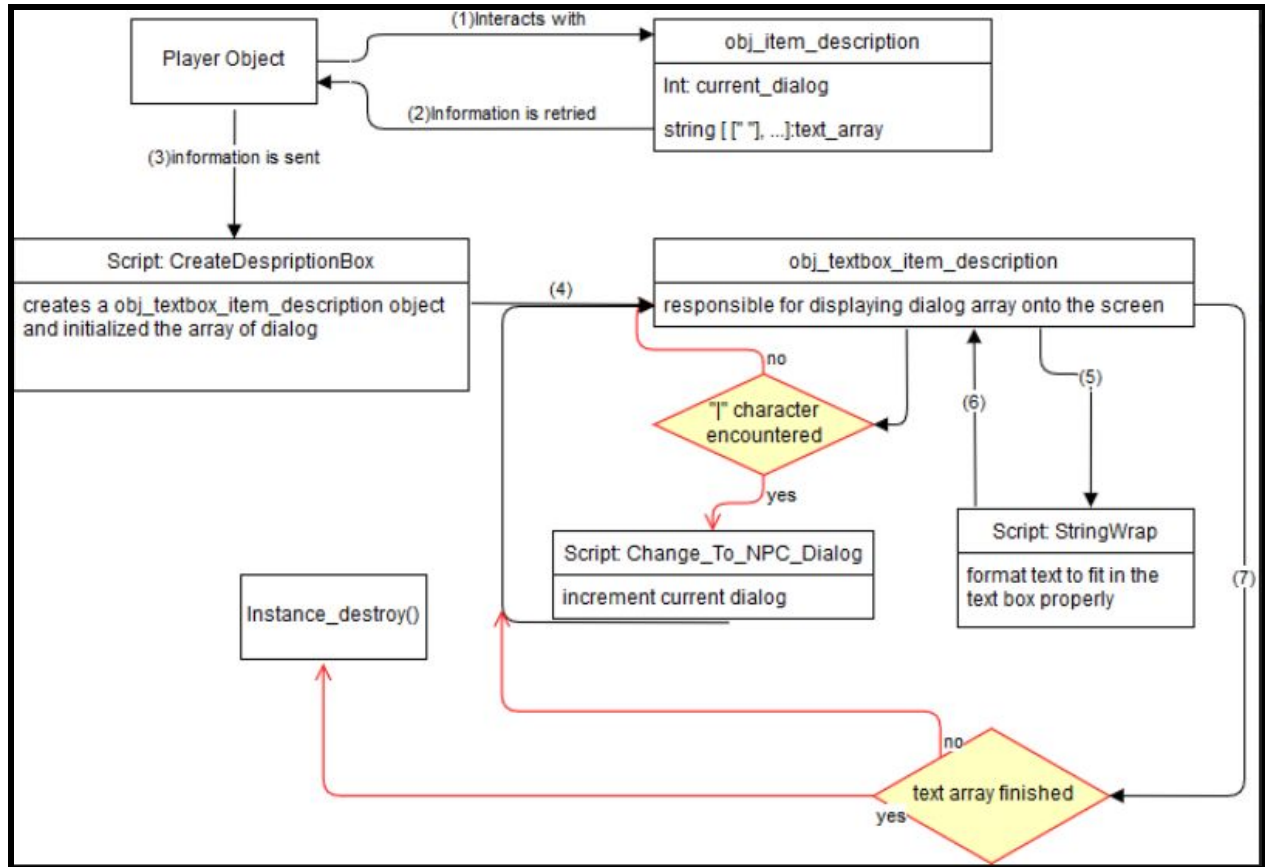 (1)Interacts with
Player Object
obj_item_description
Int: current_dialog
(2)Information is retried
string [ [" "], ...]:text_array
(3)information is sent
Script: CreateDespriptionBox
creates a obj_textbox_item_description object
and initialized the array of dialog
(4)
obj_textbox_item_description
responsible for displaying dialog array onto the screen
no
"|" character
encountered
yes
(5)
(6)
Script: StringWrap
format text to fit in the
text box properly
(7)
Script: Change_To_NPC_Dialog
increment current dialog
Instance_destroy()
no
text array finished
yes